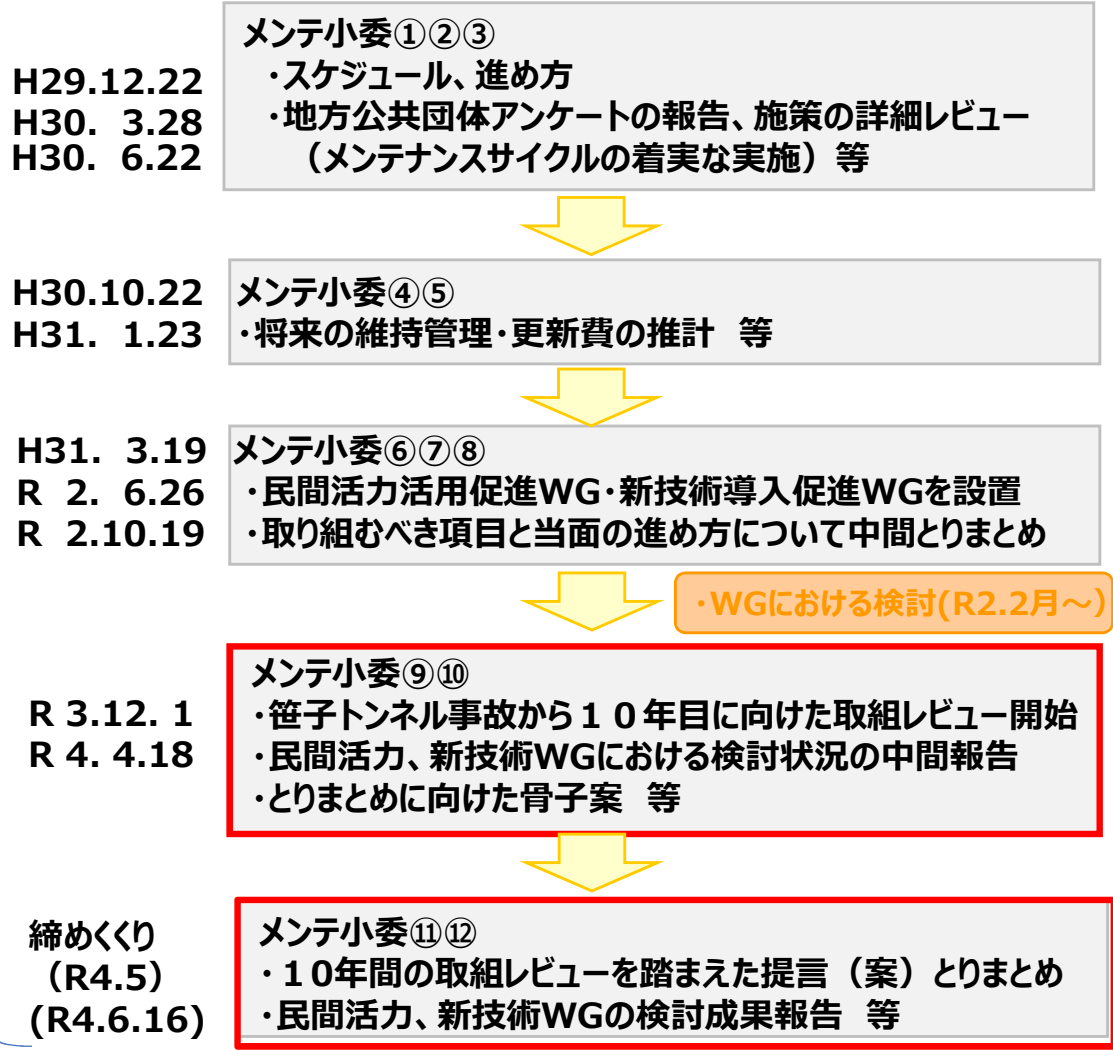 メンテ小委①②③
H29.12.22
H30. 3.28
H30. 6.22
・スケジュール、進め方
・地方公共団体アンケートの報告、施策の詳細レビュー
（メンテナンスサイクルの着実な実施）等
H30.10.22
H31. 1.23
メンテ小委④⑤
・将来の維持管理・更新費の推計 等
H31. 3.19
R 2. 6.26
R 2.10.19
メンテ小委⑥⑦⑧
・民間活力活用促進WG・新技術導入促進WGを設置
・取り組むべき項目と当面の進め方について中間とりまとめ
・WGにおける検討(R2.2月～）
R 3.12. 1
R 4. 4.18
メンテ小委⑨⑩
・笹子トンネル事故から１０年目に向けた取組レビュー開始
・民間活力、新技術WGにおける検討状況の中間報告
・とりまとめに向けた骨子案 等
締めくくり
（R4.5）
(R4.6.16)
メンテ小委⑪⑫
・１０年間の取組レビューを踏まえた提言（案）とりまとめ
・民間活力、新技術WGの検討成果報告 等